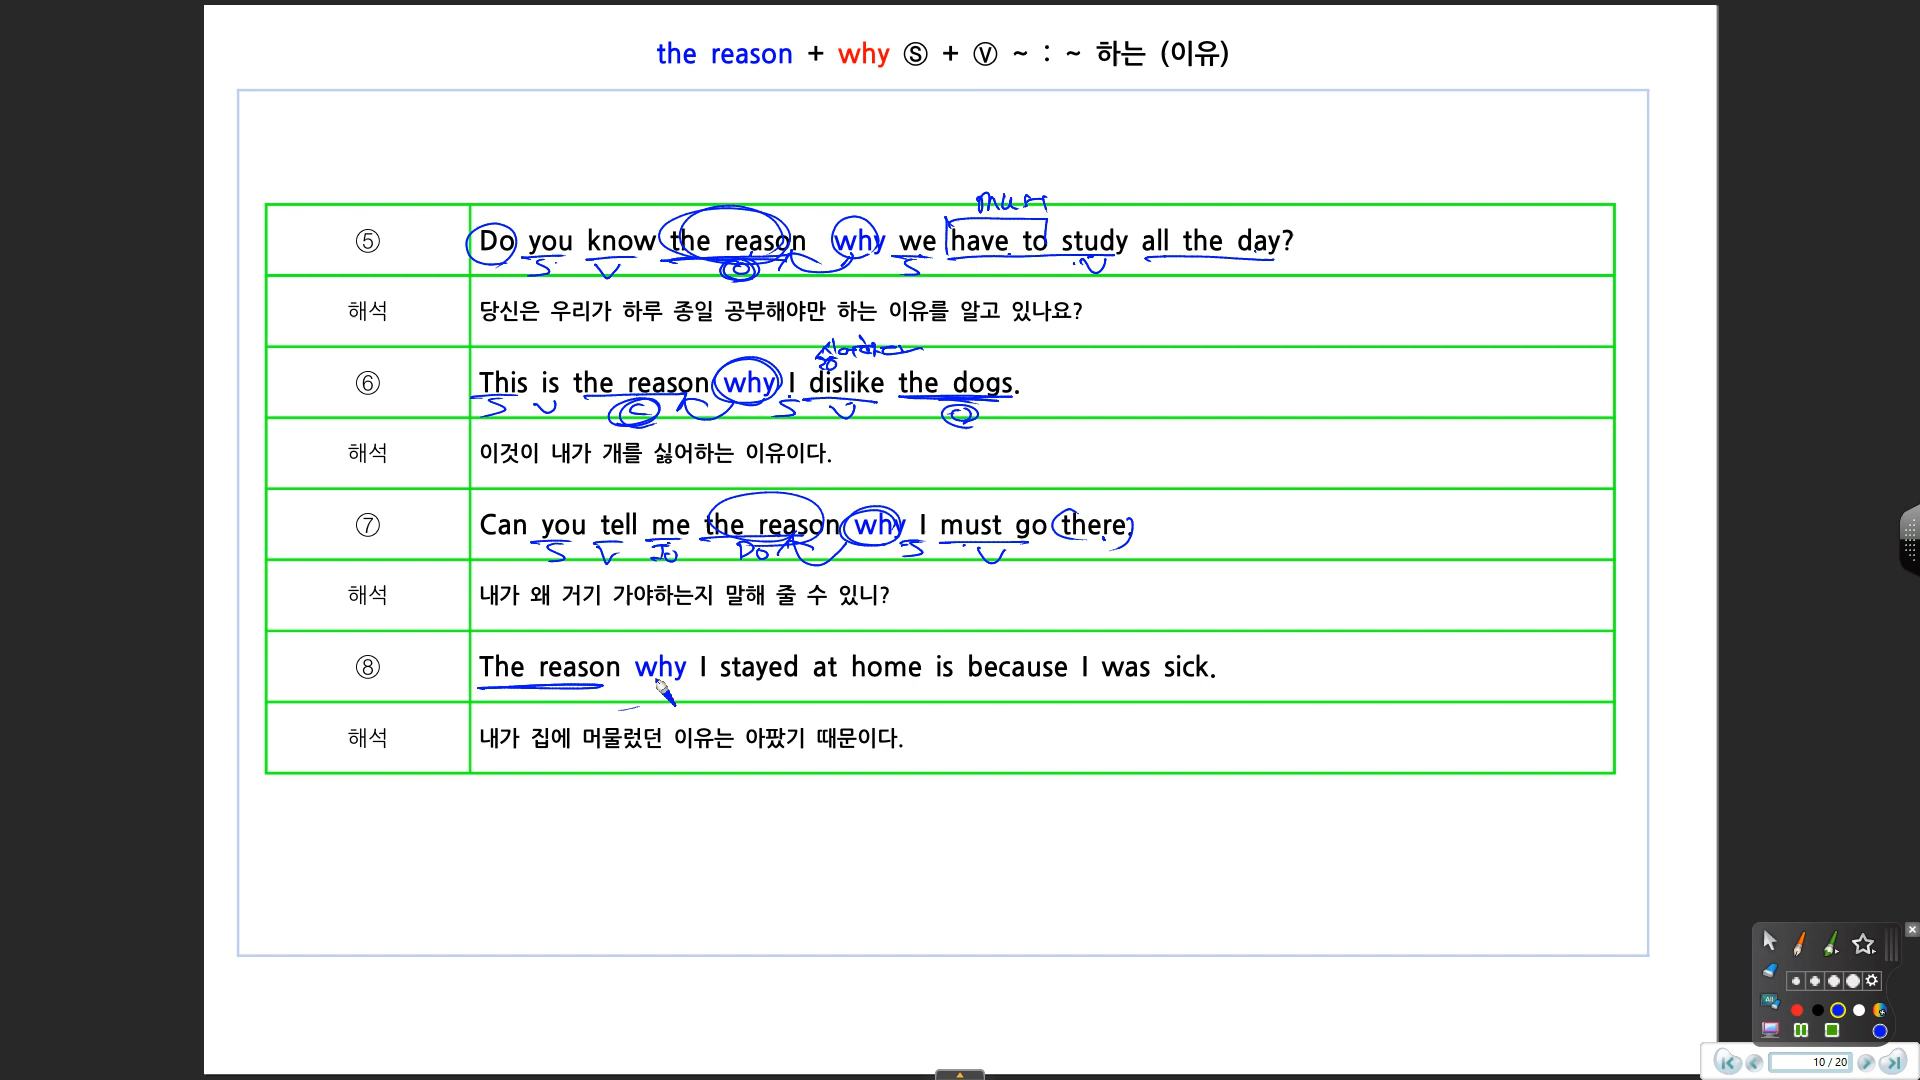 the reason + why Ⓢ + Ⓥ ~ : ~ 하는 (이유)
must
⑤ Do you know the reason why we have to study all the day?
S V O S V
해석 당신은 우리가 하루 종일 공부해야만 하는 이유를 알고 있나요?
⑥ This is the reason why I dislike the dogs.
S V C S V O
해석 이것이 내가 개를 싫어하는 이유이다.
⑦ Can you tell me the reason why I must go there.
S V IO DO S V
해석 내가 왜 거기 가야하는지 말해 줄 수 있니?
⑧ The reason why I stayed at home is because I was sick.
해석 내가 집에 머물렀던 이유는 아팠기 때문이다.
All
10 / 20